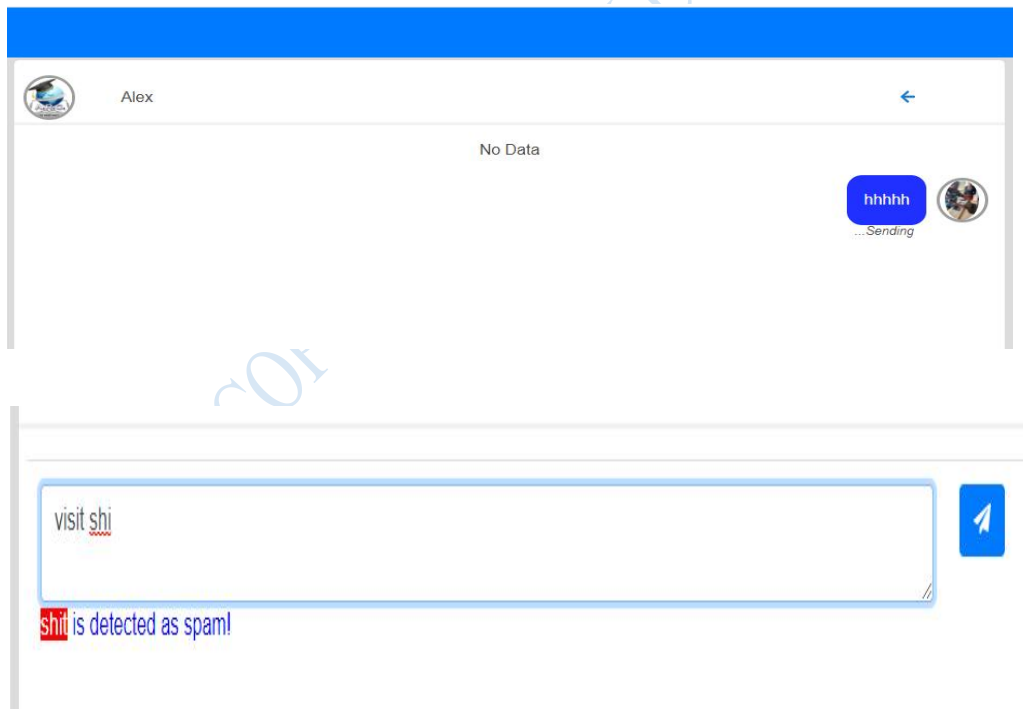 Alex
No Data
hhhhh
...Sending
visit shi
shit is detected as spam!